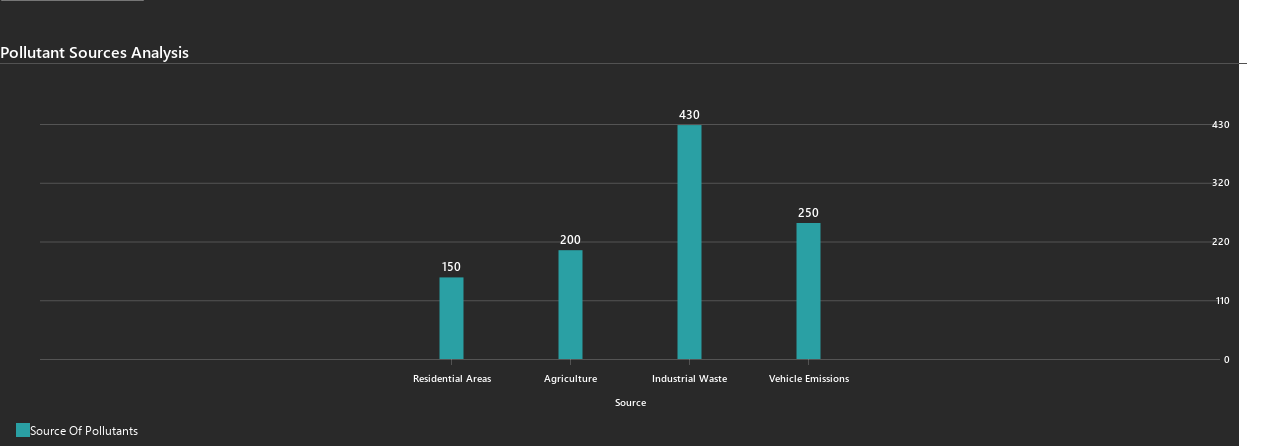 Pollutant Sources Analysis
430
430
320
250
220
200
150
110
0
Residential Areas Agriculture Industrial Waste Vehicle Emissions
Source
Source Of Pollutants